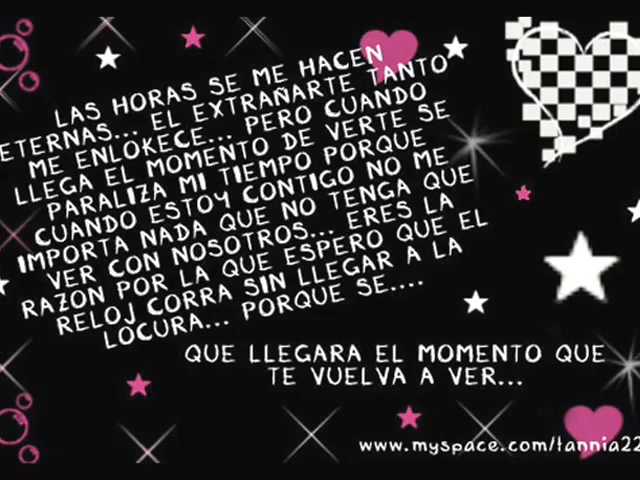 LAS HORAS SE ME HACEN
ETERNAS... EL EXTRAÑARTE TANTO
ME ENLOKECE... PERO CUANDO
LLEGA EL MOMENTO DE VERTE SE
PARALIZA MI TIEMPO PORQUE
CUANDO ESTOY CONTIGO NO ME
IMPORTA NADA QUE NO TENGA QUE
VER CON NOSOTROS... ERES LA
RAZON POR LA QUE ESPERO QUE EL
RELOJ CORRA SIN LLEGAR A LA
LOCURA... PORQUE SE....
QUE LLEGARA EL MOMENTO QUE
TE VUELVA A VER...
www.myspace.com/tannia22